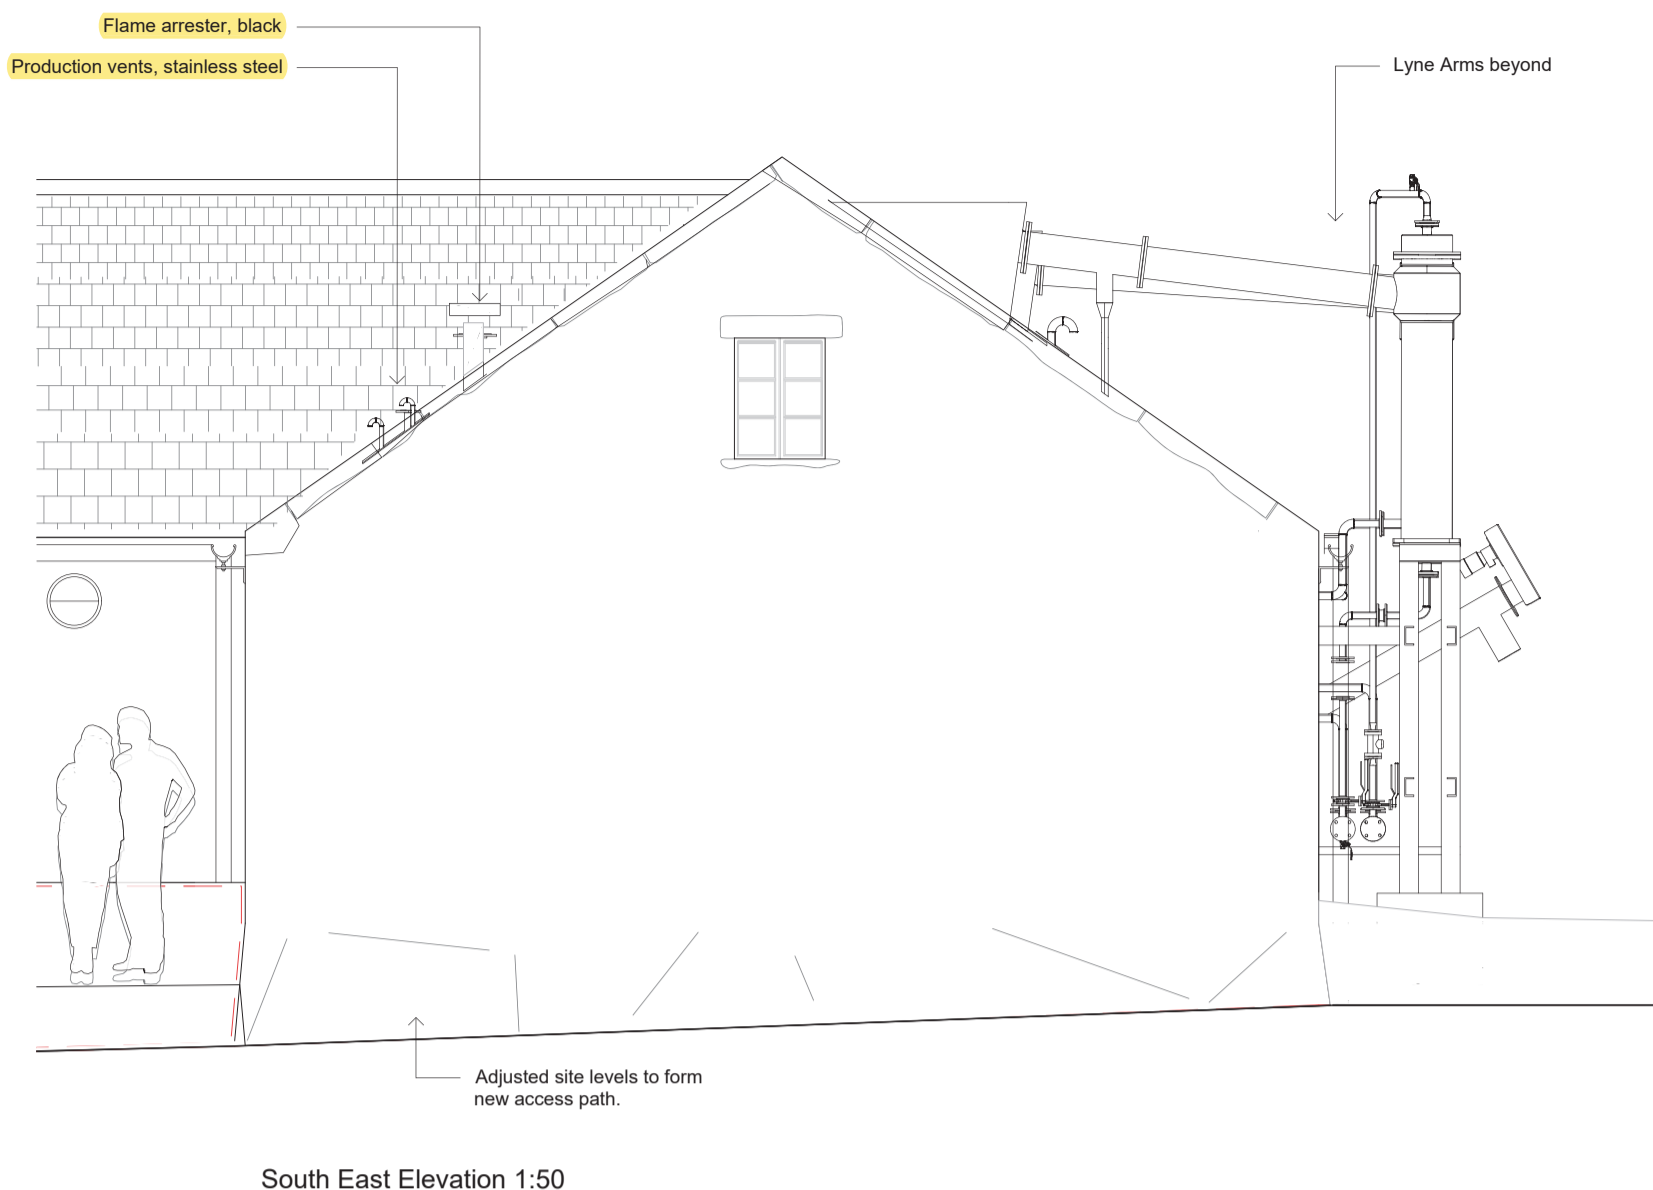 Flame arrester, black
Production vents, stainless steel
Lyne Arms beyond
Adjusted site levels to form
new access path.
South East Elevation 1:50